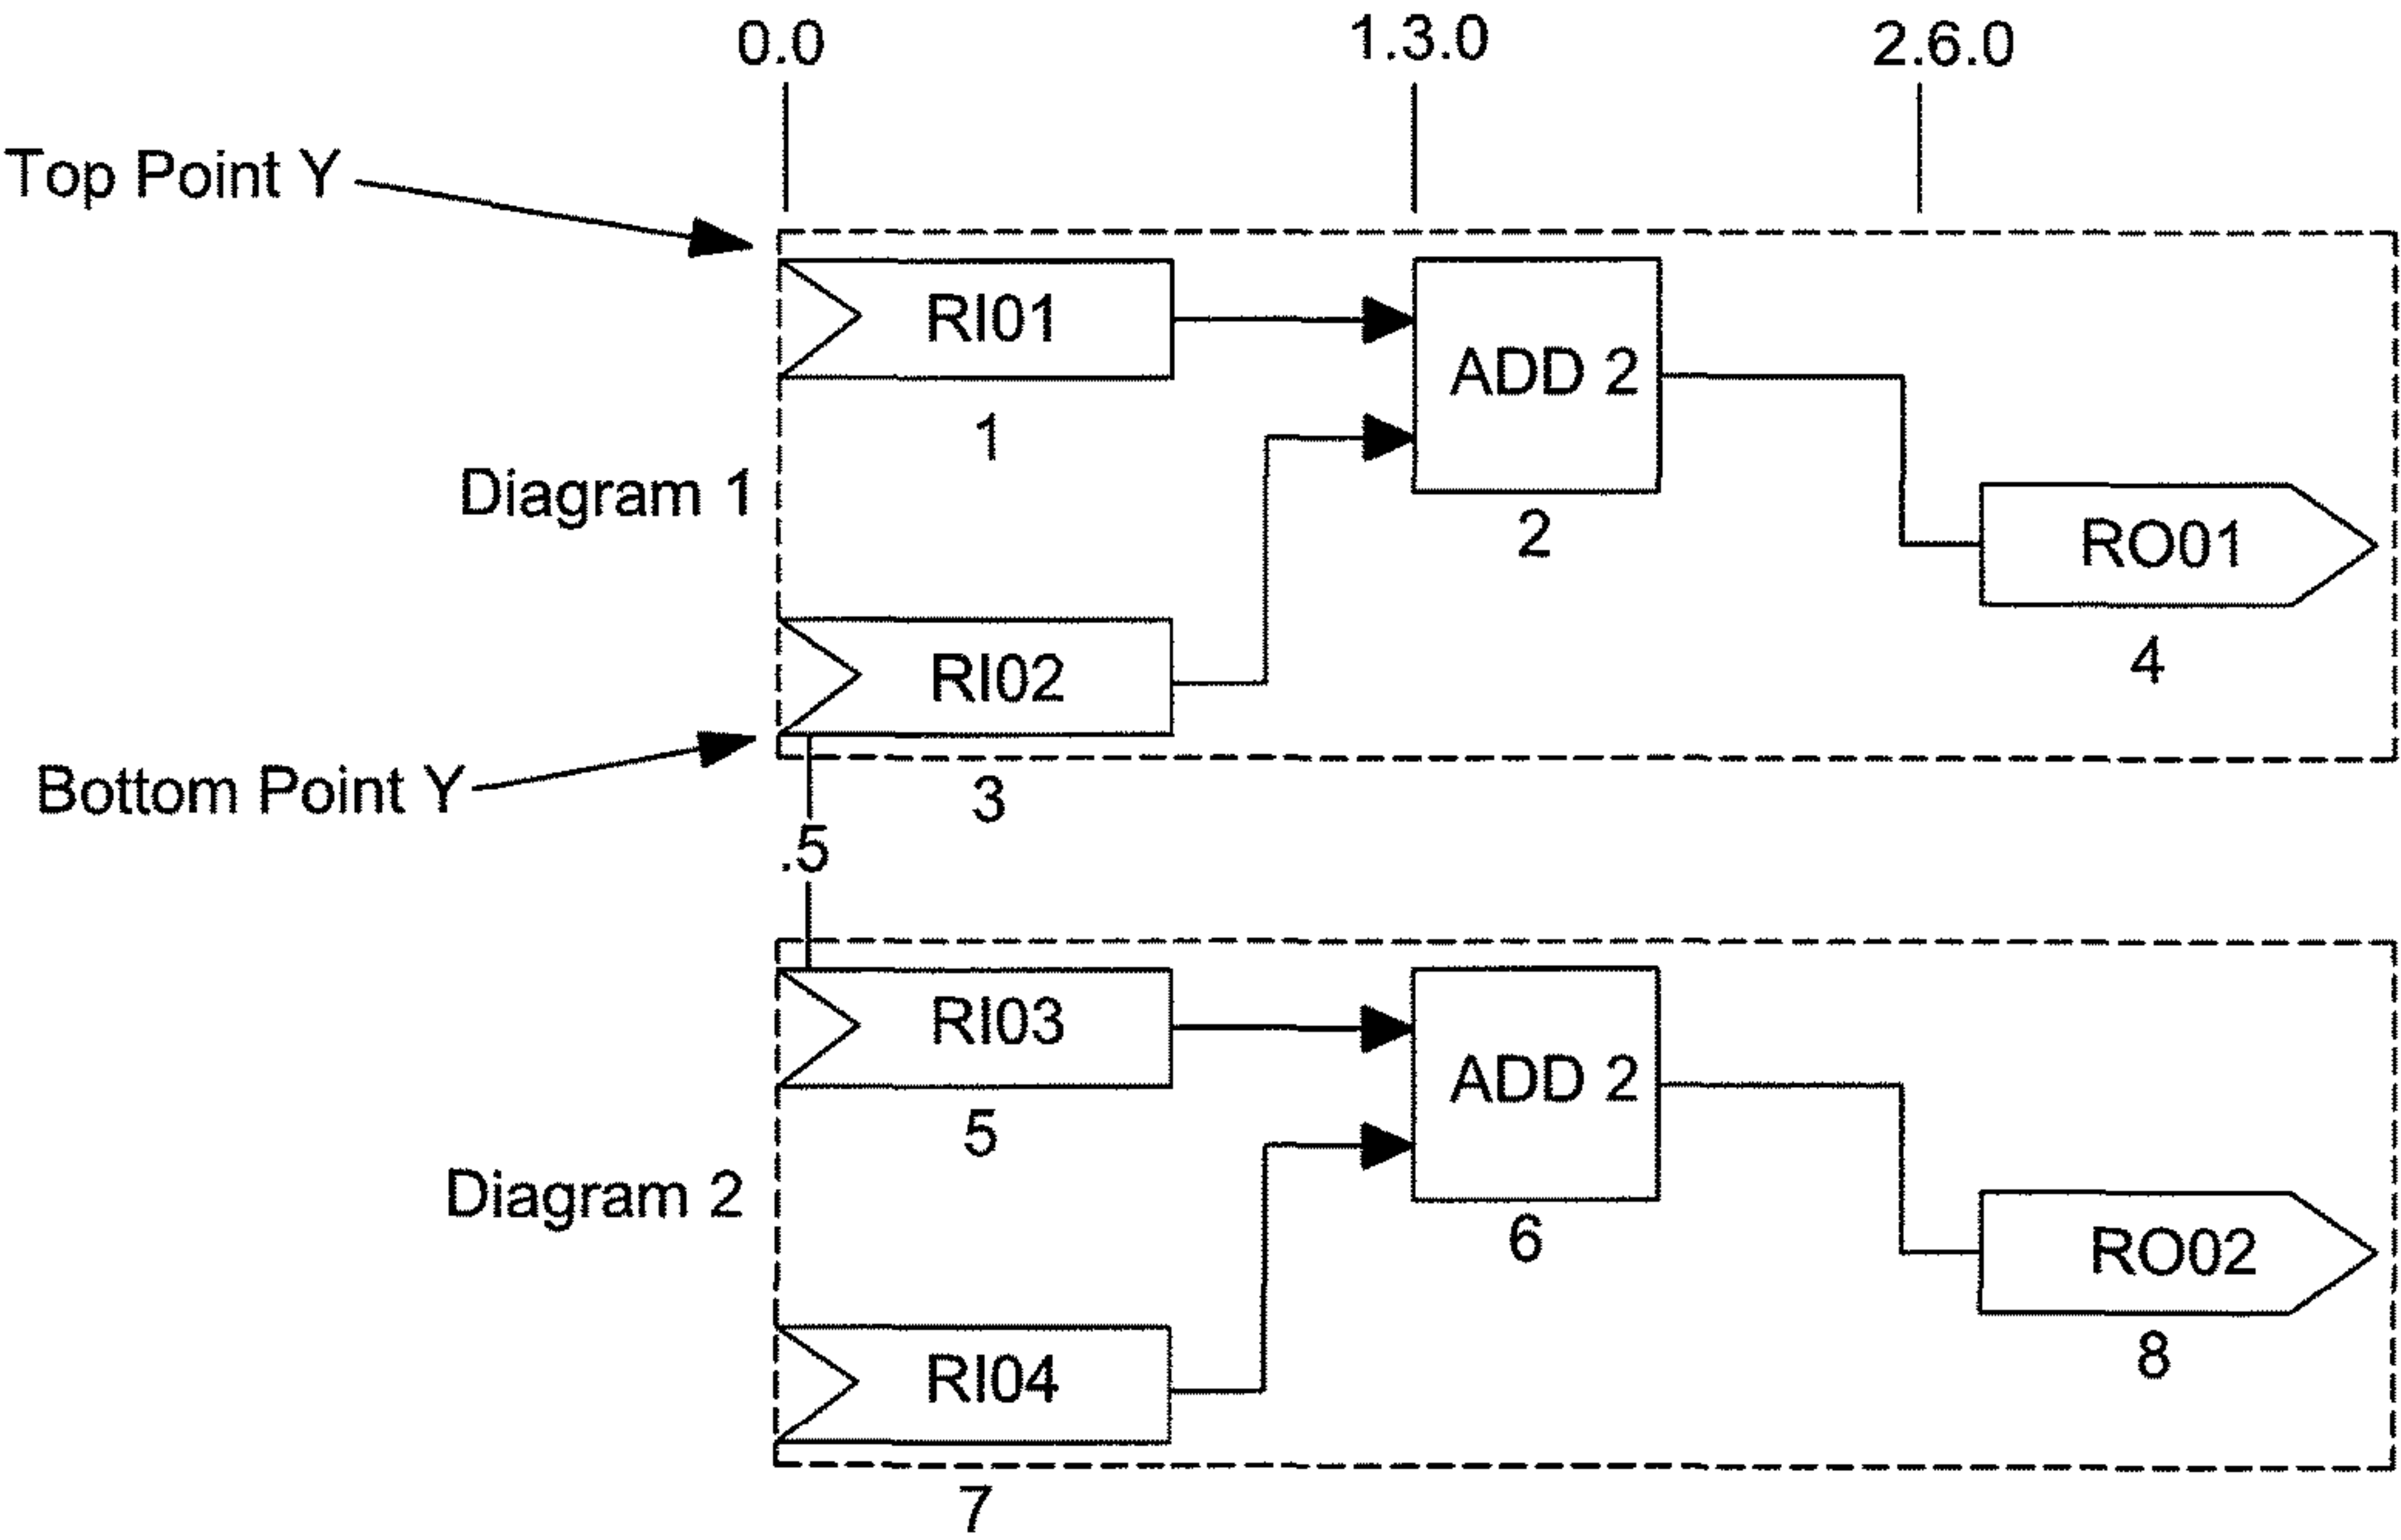 0.0
1.3.0
2.6.0
Top Point Y
RI01
ADD 2
1
Diagram 1
2
RO01
RI02
4
Bottom Point Y
3
.5
RI03
ADD 2
5
Diagram 2
6
RO02
RI04
8
7